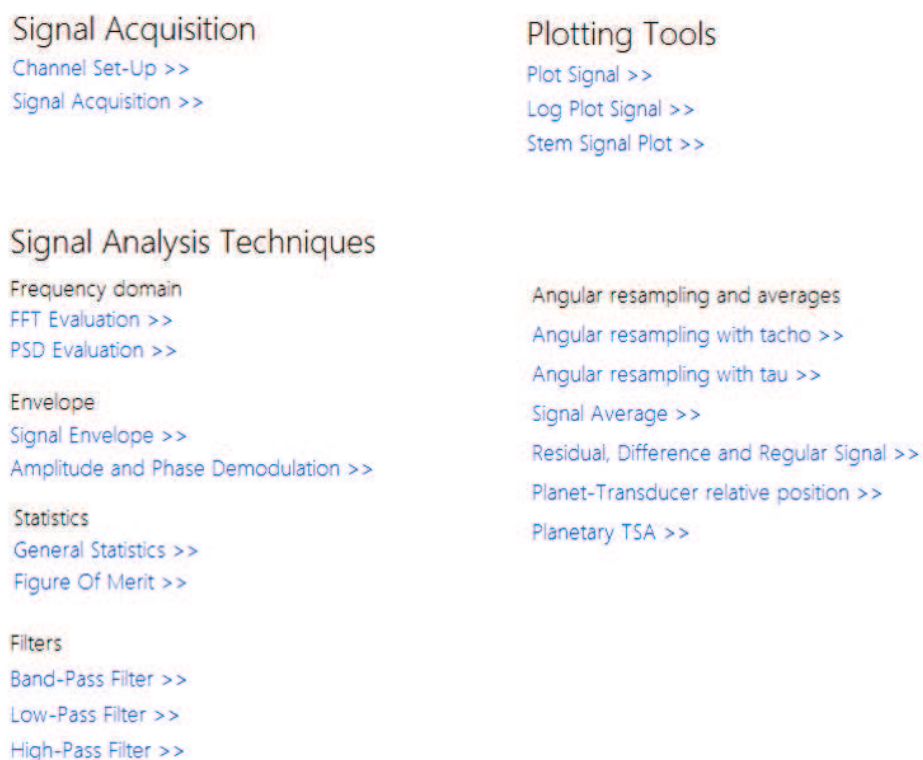 Signal Acquisition
Channel Set-Up >>
Signal Acquisition >>
Plotting Tools
Plot Signal >>
Log Plot Signal >>
Stem Signal Plot >>
Signal Analysis Techniques
Frequency domain
FFT Evaluation >>
PSD Evaluation >>
Envelope
Signal Envelope >>
Amplitude and Phase Demodulation >>
Statistics
General Statistics >>
Figure Of Merit >>
Filters
Band-Pass Filter >>
Low-Pass Filter >>
High-Pass Filter >>
Angular resampling and averages
Angular resampling with tacho >>
Angular resampling with tau >>
Signal Average >>
Residual, Difference and Regular Signal >>
Planet-Transducer relative position >>
Planetary TSA >>